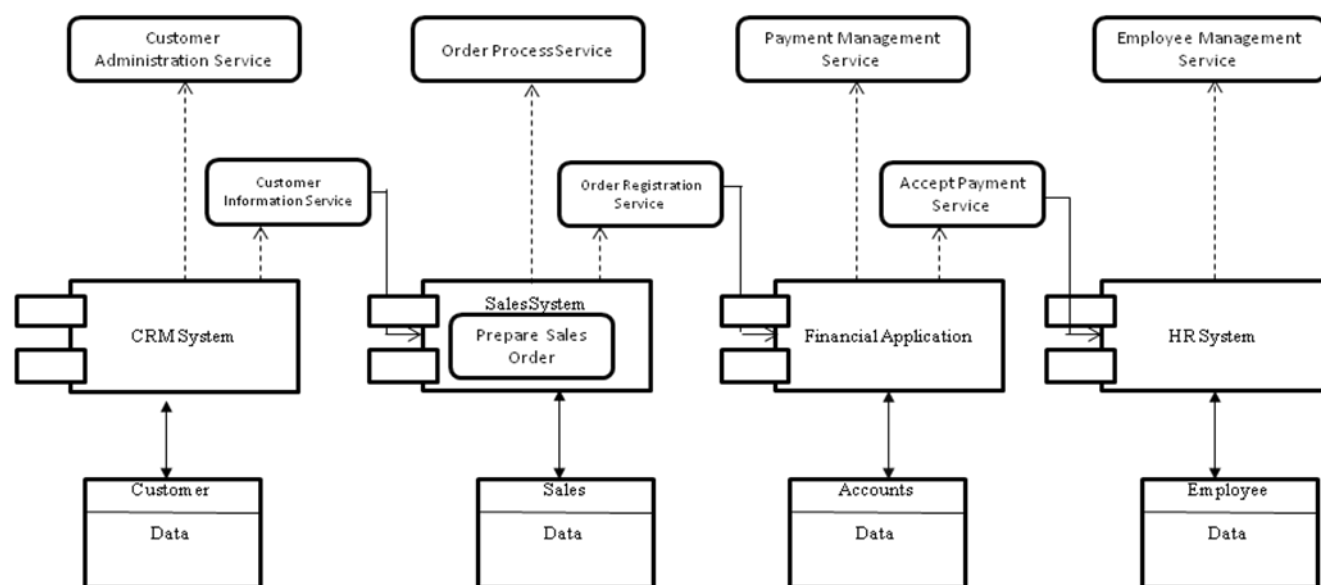 Customer
Administration Service
Order ProcessService
Payment Management
Service
Employee Management
Service
Customer
Information Service
Order Registration
Service
Accept Payment
Service
CRM System
SalesSystem
Prepare Sales
Order
Financial Application
HR System
Customer
Data
Sales
Data
Accounts
Data
Employee
Data